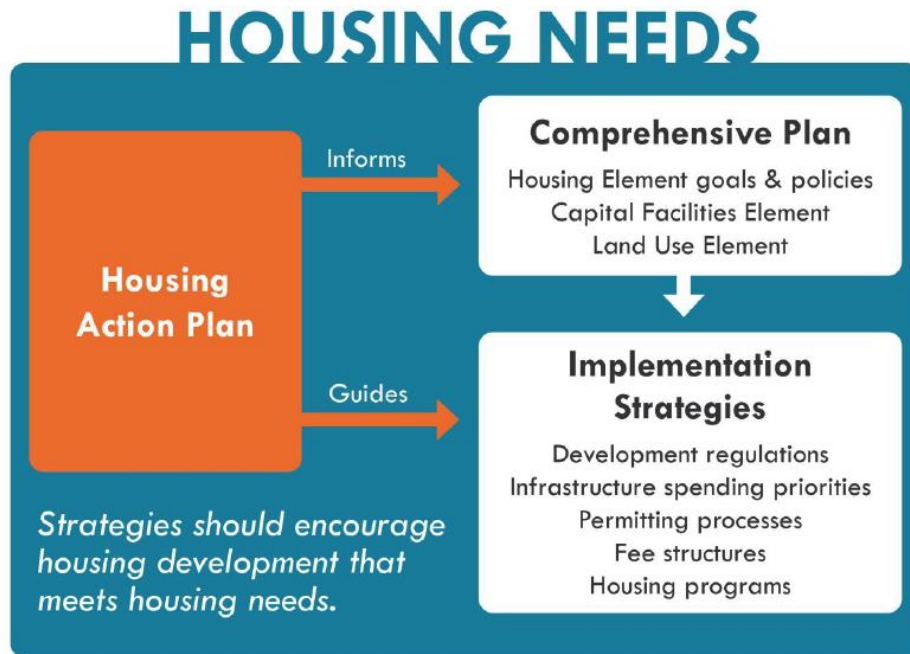 HOUSING NEEDS
Housing
Action Plan
Informs
Guides
Comprehensive Plan
Housing Element goals & policies
Capital Facilities Element
Land Use Element
Implementation
Strategies
Development regulations
Infrastructure spending priorities
Permitting processes
Fee structures
Housing programs
Strategies should encourage
housing development that
meets housing needs.